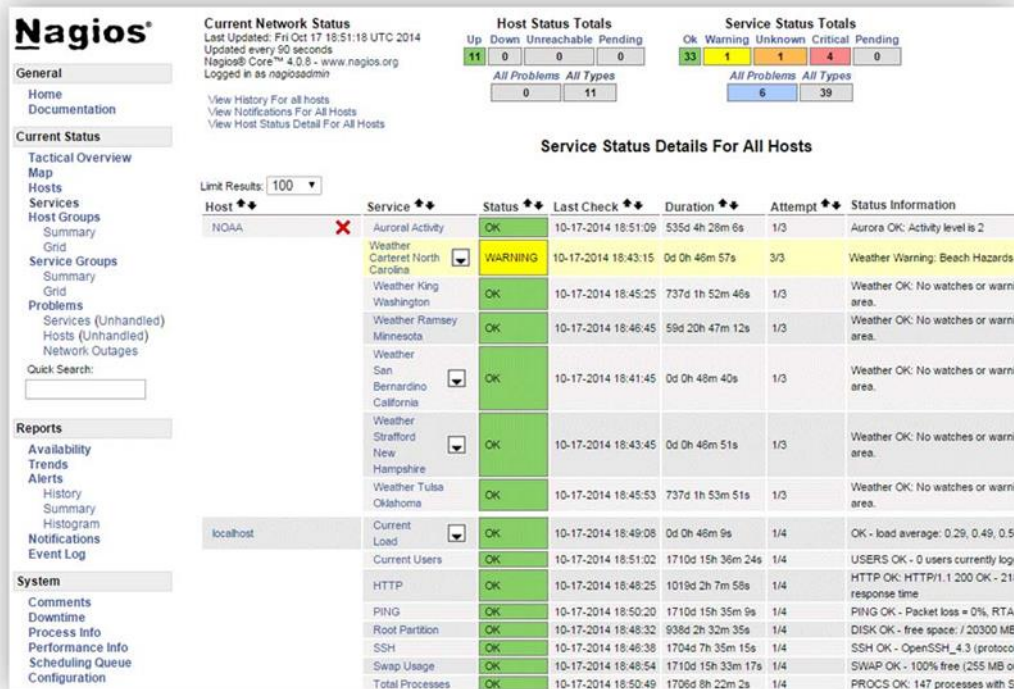 Nagios®
General
Home
Documentation
Current Status
Tactical Overview
Map
Hosts
Services
Host Groups
Summary
Grid
Service Groups
Summary
Grid
Problems
Services (Unhandled)
Hosts (Unhandled)
Network Outages
Quick Search:
Reports
Availability
Trends
Alerts
History
Summary
Histogram
Notifications
Event Log
System
Comments
Downtime
Process Info
Performance Info
Scheduling Queue
Configuration
Current Network Status
Last Updated: Fri Oct 17 18:51:18 UTC 2014
Updated every 90 seconds
Nagios® Core™ 4.0.8 - www.nagios.org
Logged in as nagiosadmin
View History For all hosts
View Notifications For All Hosts
View Host Status Detail For All Hosts
Host Status Totals
Up Down Unreachable Pending
11 0 0 0
All Problems All Types
0 11
Service Status Totals
Ok Warning Unknown Critical Pending
33 1 1 4 0
All Problems All Types
6 39
Service Status Details For All Hosts
Limit Results: 100
Host Service Status Last Check Duration Attempt Status Information
NOAA Auroral Activity OK 10-17-2014 18:51:09 535d 4h 28m 6s 1/3 Aurora OK: Activity level is 2
Weather
Carteret North
Carolina
WARNING 10-17-2014 18:43:15 0d 0h 46m 57s 3/3 Weather Warning: Beach Hazards
Weather King
Washington
OK 10-17-2014 18:45:25 737d 1h 52m 46s 1/3 Weather OK: No watches or warni
area.
Weather Ramsey
Minnesota
OK 10-17-2014 18:46:45 59d 20h 47m 12s 1/3 Weather OK: No watches or warni
area.
Weather
San
Bernardino
California
OK 10-17-2014 18:41:45 0d 0h 48m 40s 1/3 Weather OK: No watches or warni
area.
Weather
Strafford
New
Hampshire
OK 10-17-2014 18:43:45 0d 0h 46m 51s 1/3 Weather OK: No watches or warni
area.
Weather Tulsa
Oklahoma
OK 10-17-2014 18:45:53 737d 1h 53m 51s 1/3 Weather OK: No watches or warni
area.
localhost
Current
Load
OK 10-17-2014 18:49:08 0d 0h 46m 9s 1/4 OK - load average: 0.29, 0.49, 0.5
Current Users OK 10-17-2014 18:51:02 1710d 15h 36m 24s 1/4 USERS OK - 0 users currently log
HTTP OK 10-17-2014 18:48:25 1019d 2h 7m 58s 1/4 HTTP OK: HTTP/1.1 200 OK - 21
response time
PING OK 10-17-2014 18:50:20 1710d 15h 35m 9s 1/4 PING OK - Packet loss = 0%, RTA
Root Partition OK 10-17-2014 18:48:32 938d 2h 32m 35s 1/4 DISK OK - free space: / 20300 MB
SSH OK 10-17-2014 18:46:38 1704d 7h 35m 15s 1/4 SSH OK - OpenSSH_4.3 (protoco
Swap Usage OK 10-17-2014 18:48:54 1710d 15h 33m 17s 1/4 SWAP OK - 100% free (255 MB o
Total Processes OK 10-17-2014 18:50:49 1706d 8h 22m 2s 1/4 PROCS OK: 147 processes with S